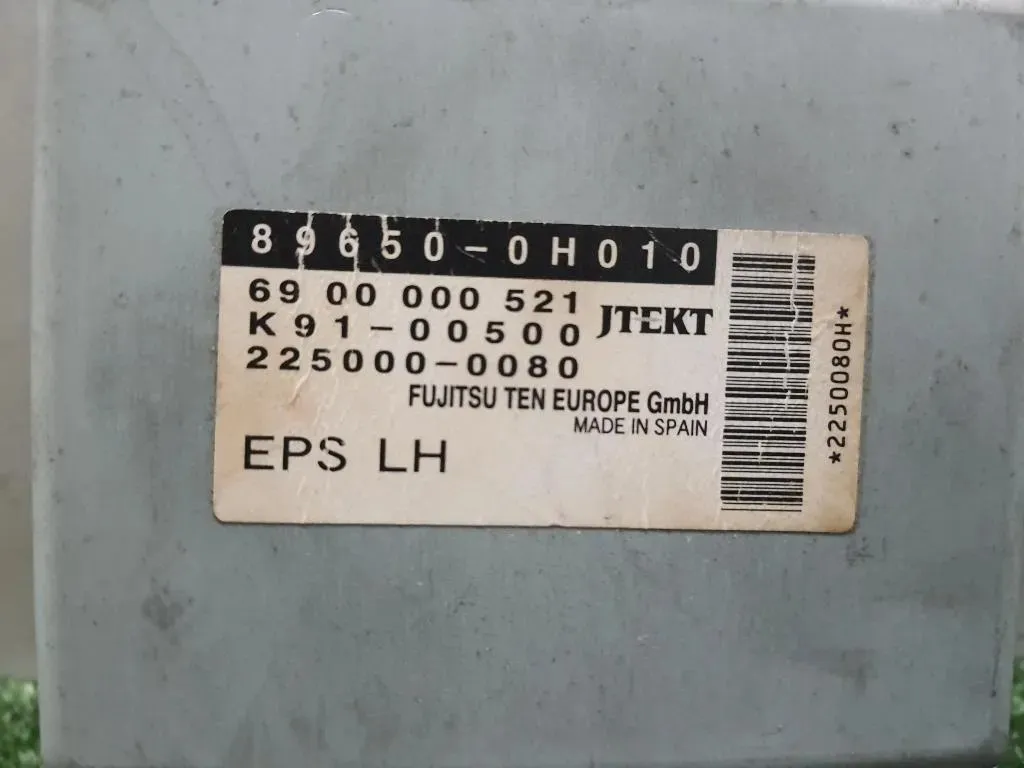 89650-0H010
69 00 000 521
K 91-00500
JTEKT
225000-0080
FUJITSU TEN EUROPE GmbH
MADE IN SPAIN
EPS LH
*2250080H*